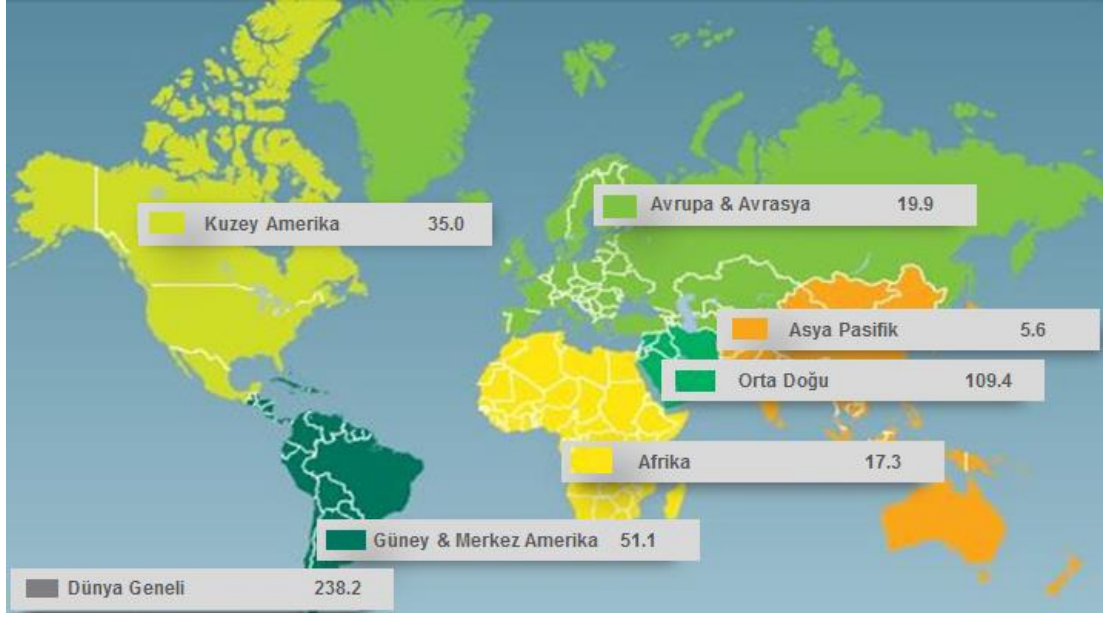 Avrupa & Avrasya 19.9
Kuzey Amerika 35.0
Asya Pasifik 5.6
Orta Doğu 109.4
Afrika 17.3
Güney & Merkez Amerika 51.1
Dünya Geneli 238.2